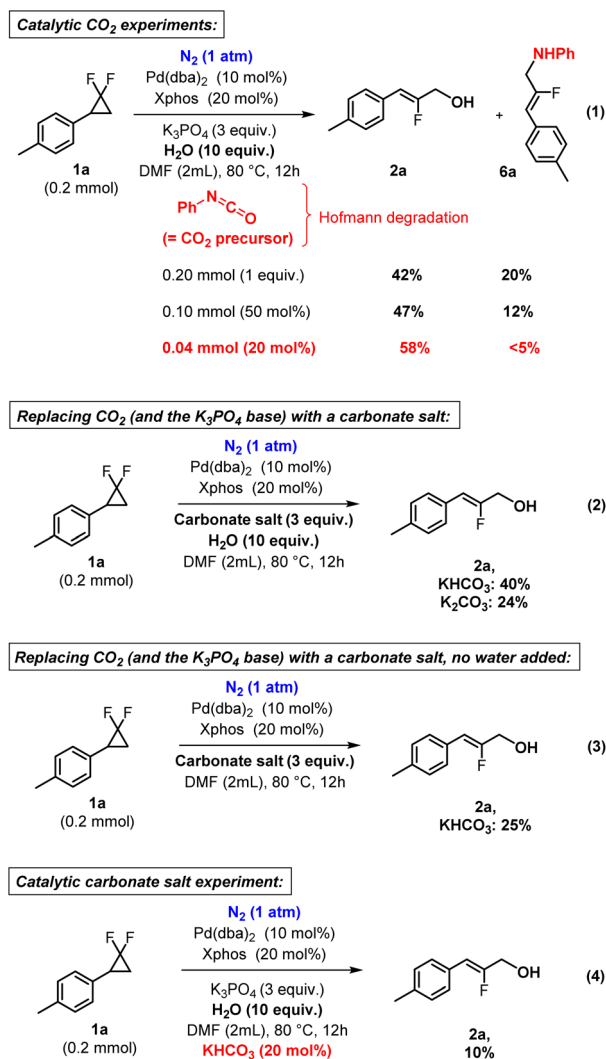 Catalytic CO2 experiments:
N2 (1 atm)
Pd(dba)2 (10 mol%)
Xphos (20 mol%)
K3PO4 (3 equiv.)
H2O (10 equiv.)
DMF (2mL), 80 °C, 12h
F F
1a
(0.2 mmol)
OH
F
2a
+
NHPh
F
6a
(1)
Ph N C O
(= CO2 precursor)
Hofmann degradation
0.20 mmol (1 equiv.) 42% 20%
0.10 mmol (50 mol%) 47% 12%
0.04 mmol (20 mol%) 58% <5%
Replacing CO2 (and the K3PO4 base) with a carbonate salt:
N2 (1 atm)
Pd(dba)2 (10 mol%)
Xphos (20 mol%)
Carbonate salt (3 equiv.)
H2O (10 equiv.)
DMF (2mL), 80 °C, 12h
F F
1a
(0.2 mmol)
OH
F
(2)
2a,
KHCO3: 40%
K2CO3: 24%
Replacing CO2 (and the K3PO4 base) with a carbonate salt, no water added:
N2 (1 atm)
Pd(dba)2 (10 mol%)
Xphos (20 mol%)
Carbonate salt (3 equiv.)
DMF (2mL), 80 °C, 12h
F F
1a
(0.2 mmol)
OH
F
(3)
2a,
KHCO3: 25%
Catalytic carbonate salt experiment:
N2 (1 atm)
Pd(dba)2 (10 mol%)
Xphos (20 mol%)
K3PO4 (3 equiv.)
H2O (10 equiv.)
DMF (2mL), 80 °C, 12h
KHCO3 (20 mol%)
F F
1a
(0.2 mmol)
OH
F
(4)
2a,
10%